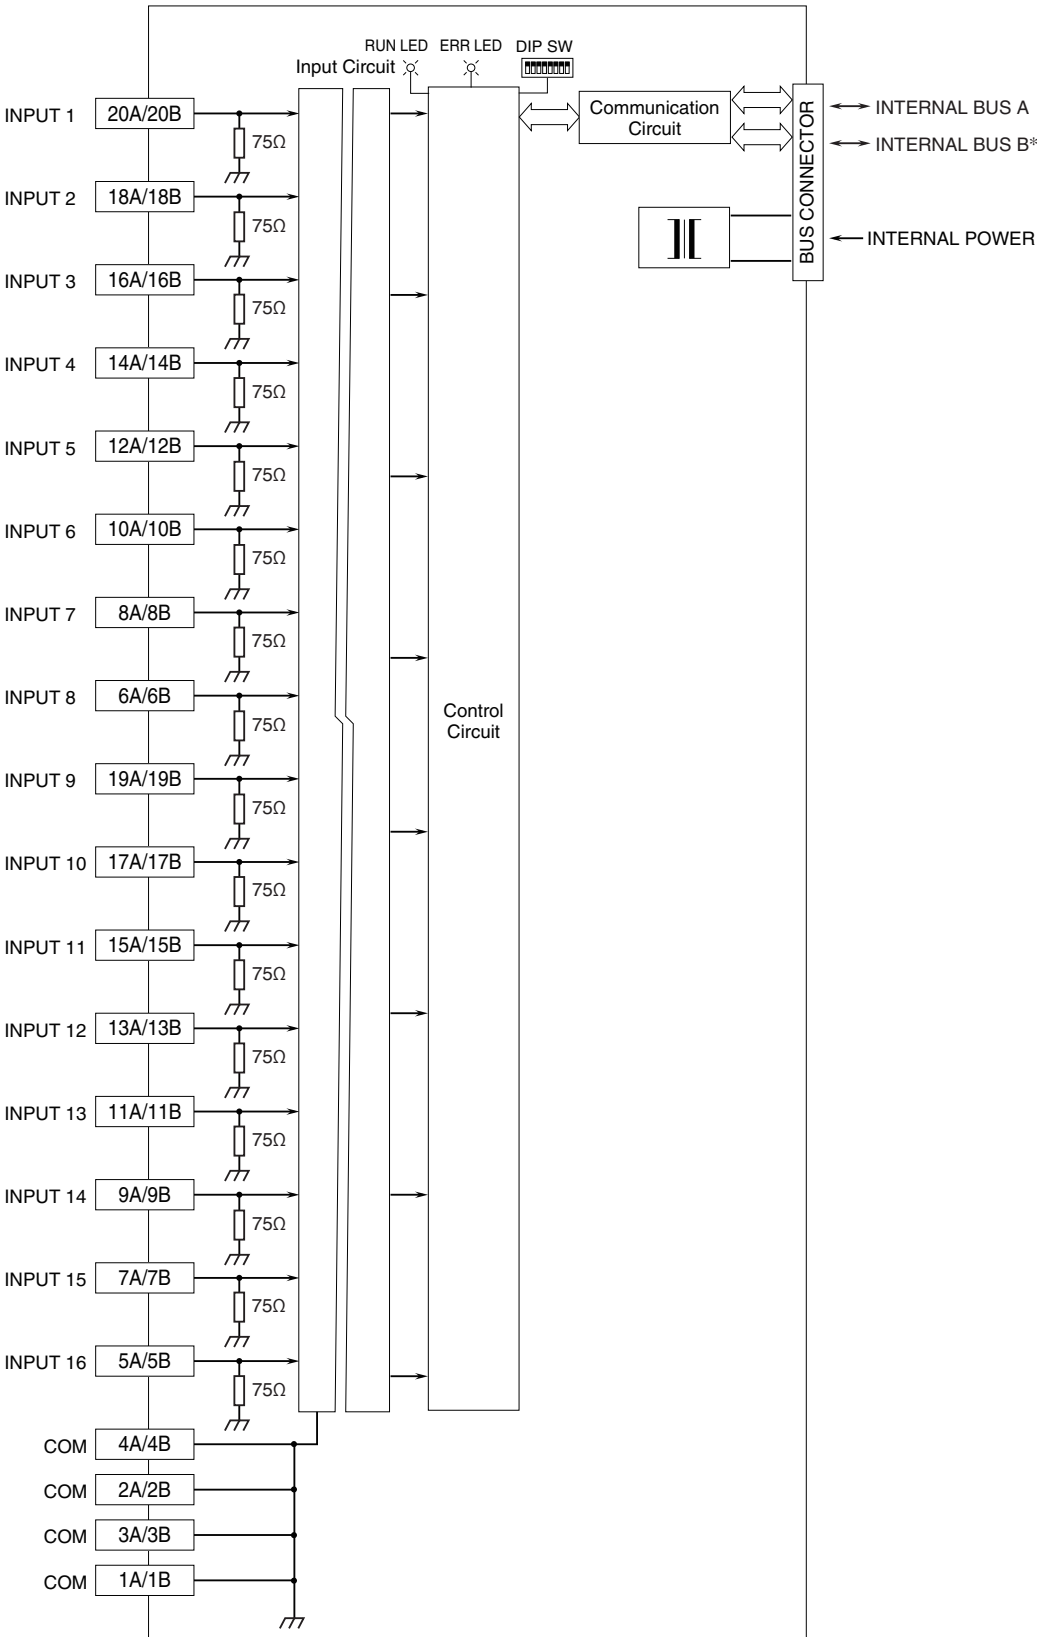 RUN LED ERR LED DIP SW
Input Circuit
INPUT 1 20A/20B 75Ω
INPUT 2 18A/18B 75Ω
INPUT 3 16A/16B 75Ω
INPUT 4 14A/14B 75Ω
INPUT 5 12A/12B 75Ω
INPUT 6 10A/10B 75Ω
INPUT 7 8A/8B 75Ω
INPUT 8 6A/6B 75Ω
INPUT 9 19A/19B 75Ω
INPUT 10 17A/17B 75Ω
INPUT 11 15A/15B 75Ω
INPUT 12 13A/13B 75Ω
INPUT 13 11A/11B 75Ω
INPUT 14 9A/9B 75Ω
INPUT 15 7A/7B 75Ω
INPUT 16 5A/5B 75Ω
COM 4A/4B
COM 2A/2B
COM 3A/3B
COM 1A/1B
Control
Circuit
Communication
Circuit
BUS CONNECTOR
INTERNAL BUS A
INTERNAL BUS B*
INTERNAL POWER